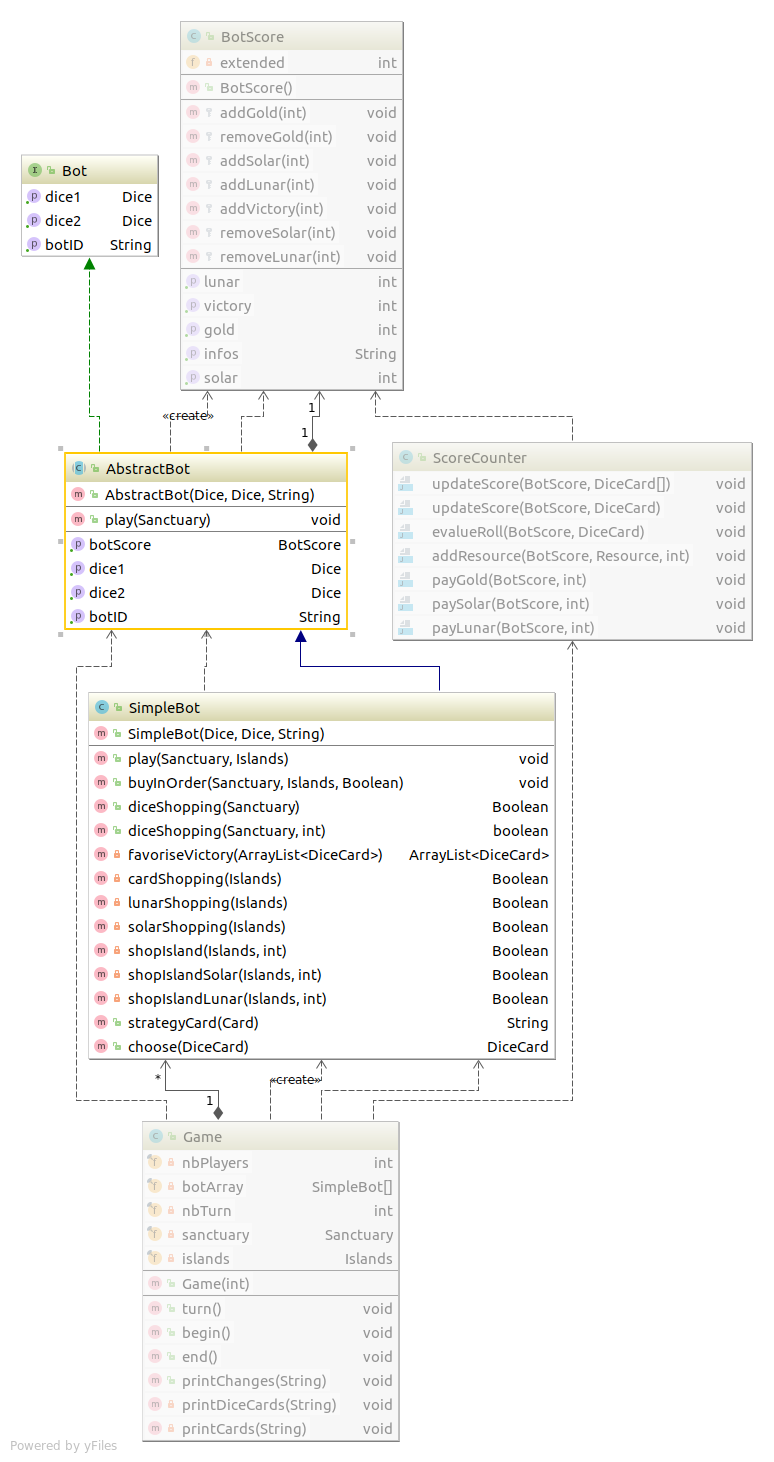 BotScore
extended int
BotScore()
addGold(int) void
removeGold(int) void
addSolar(int) void
addLunar(int) void
addVictory(int) void
removeSolar(int) void
removeLunar(int) void
lunar int
victory int
gold int
infos String
solar int
Bot
dice1 Dice
dice2 Dice
botID String
«create»
1
1
AbstractBot
AbstractBot(Dice, Dice, String)
play(Sanctuary) void
botScore BotScore
dice1 Dice
dice2 Dice
botID String
ScoreCounter
updateScore(BotScore, DiceCard[]) void
updateScore(BotScore, DiceCard) void
evalueRoll(BotScore, DiceCard) void
addResource(BotScore, Resource, int) void
payGold(BotScore, int) void
paySolar(BotScore, int) void
payLunar(BotScore, int) void
SimpleBot
SimpleBot(Dice, Dice, String)
play(Sanctuary, Islands) void
buyInOrder(Sanctuary, Islands, Boolean) void
diceShopping(Sanctuary) Boolean
diceShopping(Sanctuary, int) boolean
favoriseVictory(ArrayList<DiceCard>) ArrayList<DiceCard>
cardShopping(Islands) Boolean
lunarShopping(Islands) Boolean
solarShopping(Islands) Boolean
shopIsland(Islands, int) Boolean
shopIslandSolar(Islands, int) Boolean
shopIslandLunar(Islands, int) Boolean
strategyCard(Card) String
choose(DiceCard) DiceCard
*
«create»
1
Game
nbPlayers int
botArray SimpleBot[]
nbTurn int
sanctuary Sanctuary
islands Islands
Game(int)
turn() void
begin() void
end() void
printChanges(String) void
printDiceCards(String) void
printCards(String) void
Powered by yFiles